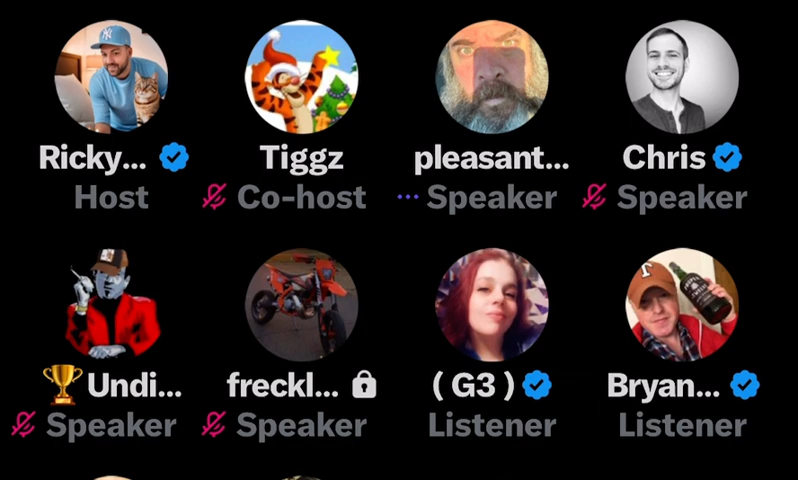 Ricky... Tiggz pleasant... Chris
Host Co-host Speaker Speaker
🏆 Undi... freckl... ( G3 ) Bryan...
Speaker Speaker Listener Listener